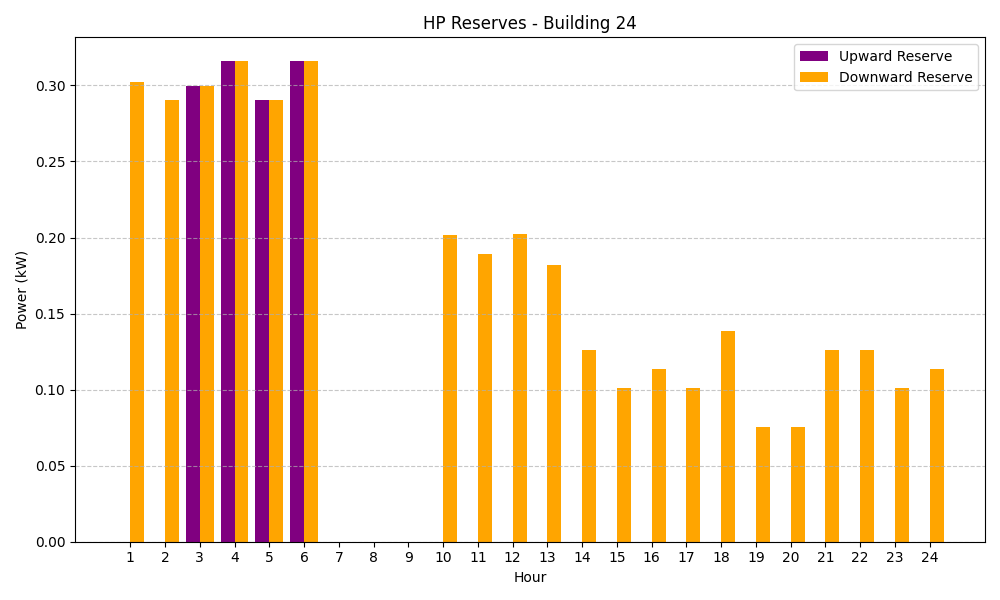 HP Reserves - Building 24
Upward Reserve
Downward Reserve
Power (kW)
0.30
0.25
0.20
0.15
0.10
0.05
0.00
1 2 3 4 5 6 7 8 9 10 11 12 13 14 15 16 17 18 19 20 21 22 23 24
Hour